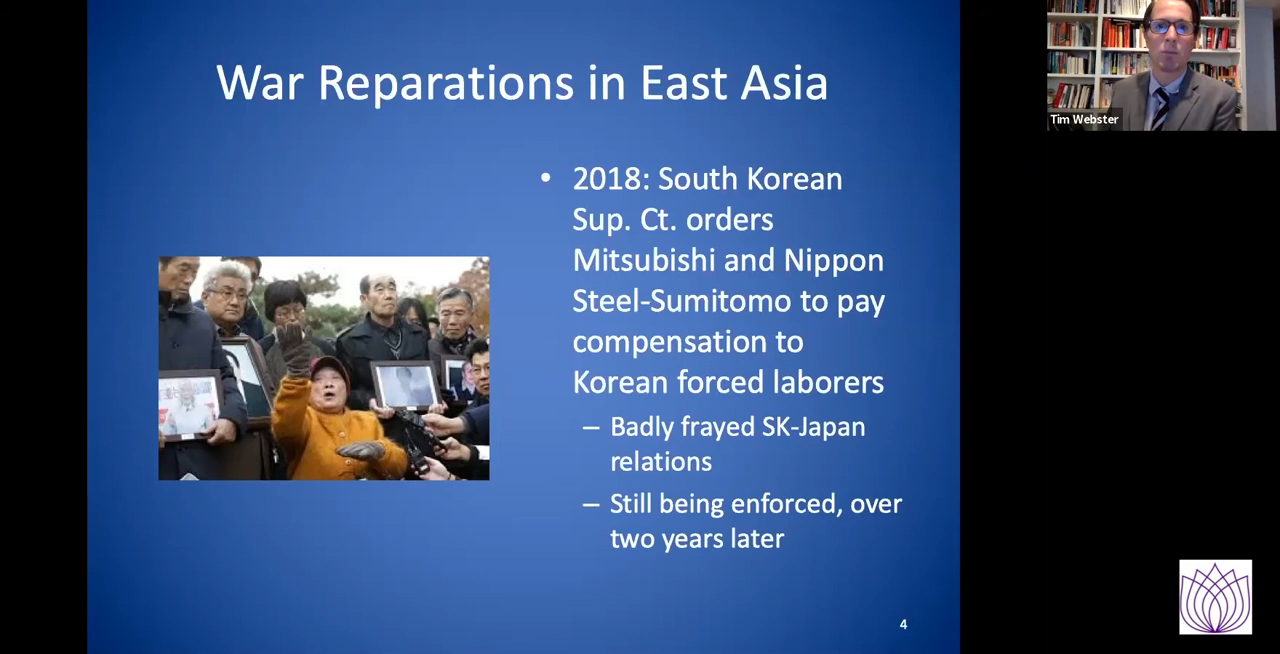 War Reparations in East Asia
• 2018: South Korean
Sup. Ct. orders
Mitsubishi and Nippon
Steel-Sumitomo to pay
compensation to
Korean forced laborers
– Badly frayed SK-Japan
relations
– Still being enforced, over
two years later
4
Tim Webster